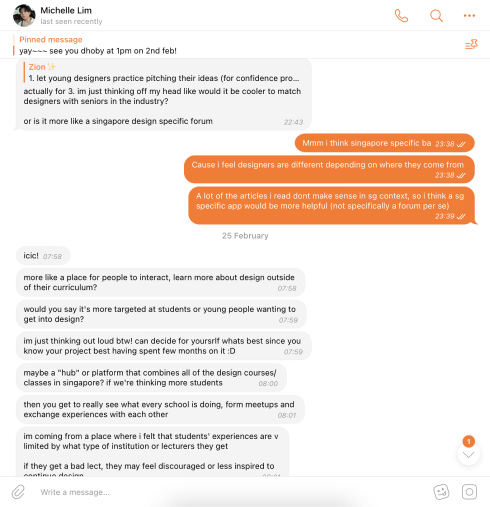 Michelle Lim
last seen recently
Pinned message
yay~~~ see you dhoby at 1pm on 2nd feb!
Zion ✨
1. let young designers practice pitching their ideas (for confidence pro...
actually for 3. im just thinking off my head like would it be cooler to match
designers with seniors in the industry?
or is it more like a singapore design specific forum
22:43
Mmm i think singapore specific ba 23:38
Cause i feel designers are different depending on where they come from
23:38
A lot of the articles i read dont make sense in sg context, so i think a sg
specific app would be more helpful (not specifically a forum per se)
23:39
25 February
icic! 07:58
more like a place for people to interact, learn more about design outside
of their curriculum?
07:58
would you say it's more targeted at students or young people wanting to
get into design?
07:59
im just thinking out loud btw! can decide for yoursrlf whats best since you
know your project best having spent few months on it :D
07:59
maybe a "hub" or platform that combines all of the design courses/
classes in singapore? if we're thinking more students
08:00
then you get to really see what every school is doing, form meetups and
exchange experiences with each other
08:01
im coming from a place where i felt that students' experiences are v
limited by what type of institution or lecturers they get
if they get a bad lect, they may feel discouraged or less inspired to
continue design
1
Write a message...